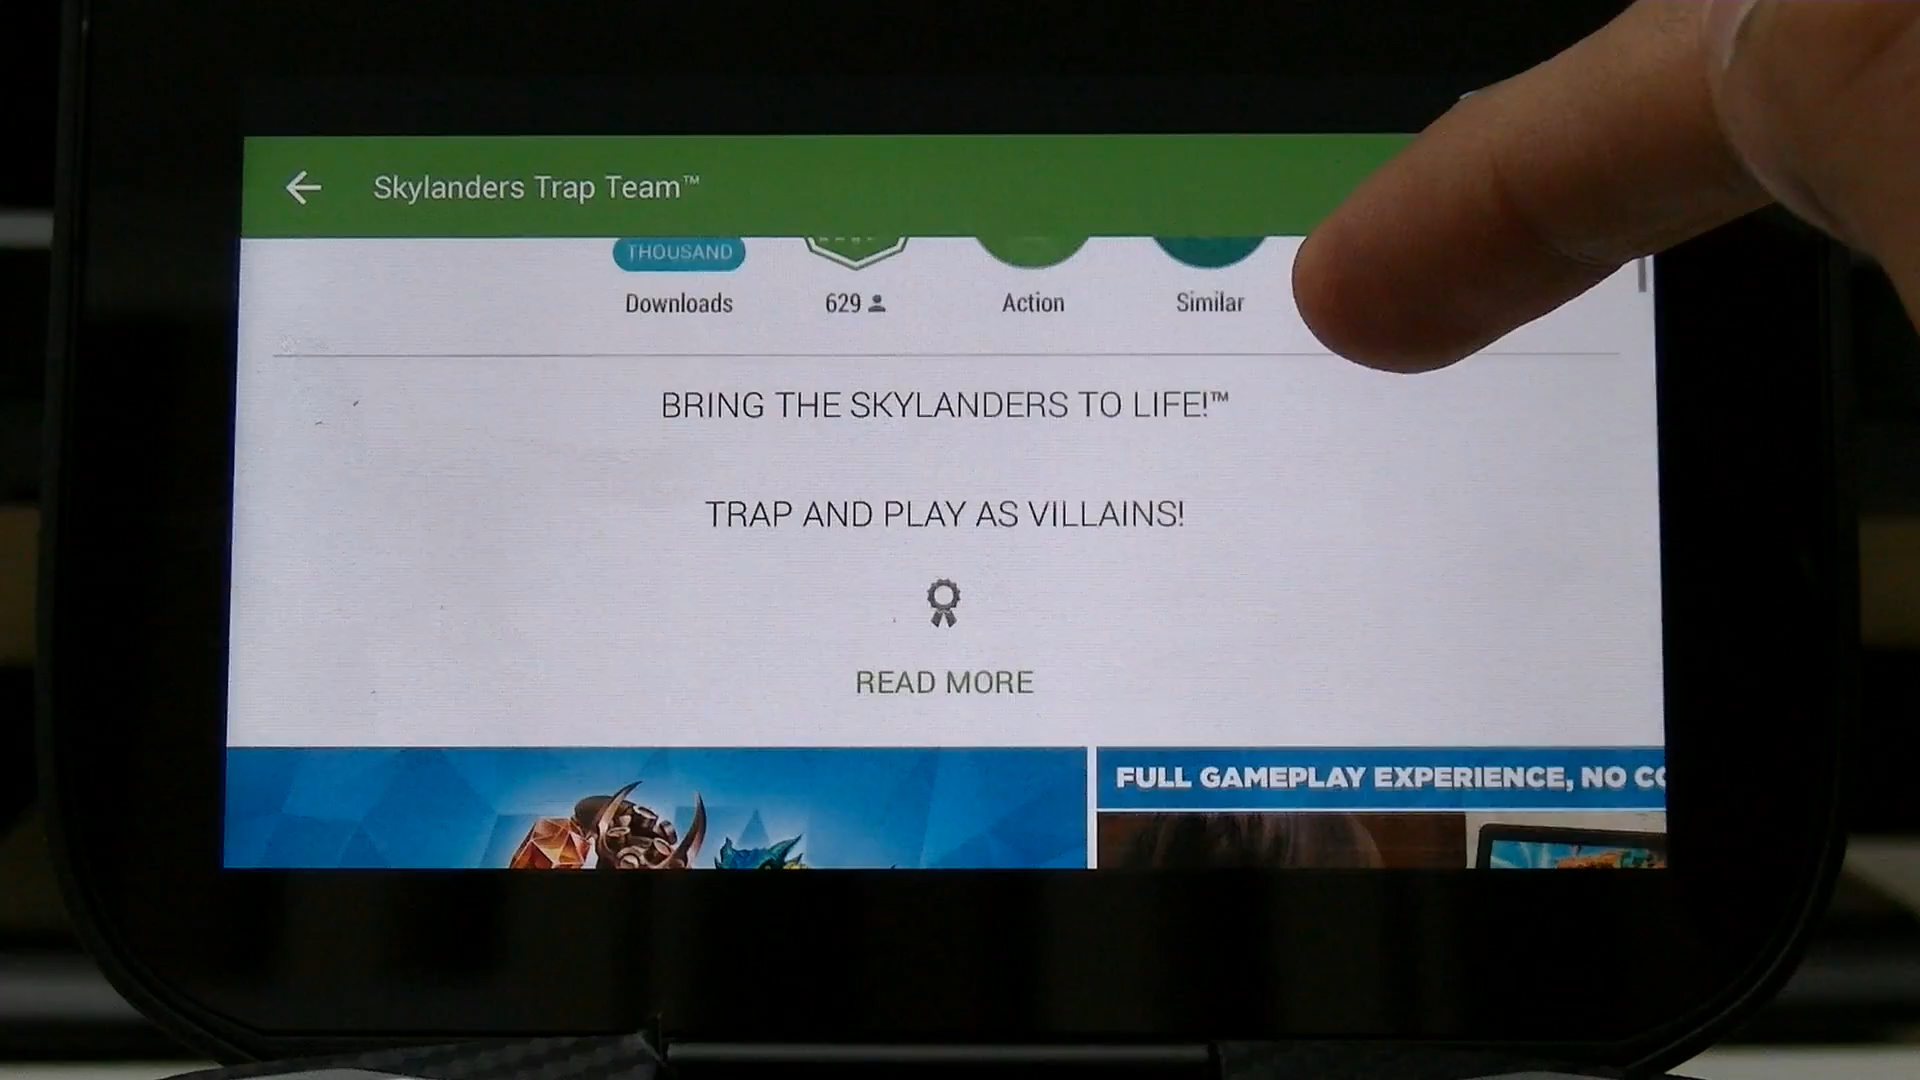 Skylanders Trap Team™
THOUSAND
Downloads
629
Action
Similar
BRING THE SKYLANDERS TO LIFE!™
TRAP AND PLAY AS VILLAINS!
READ MORE
FULL GAMEPLAY EXPERIENCE, NO